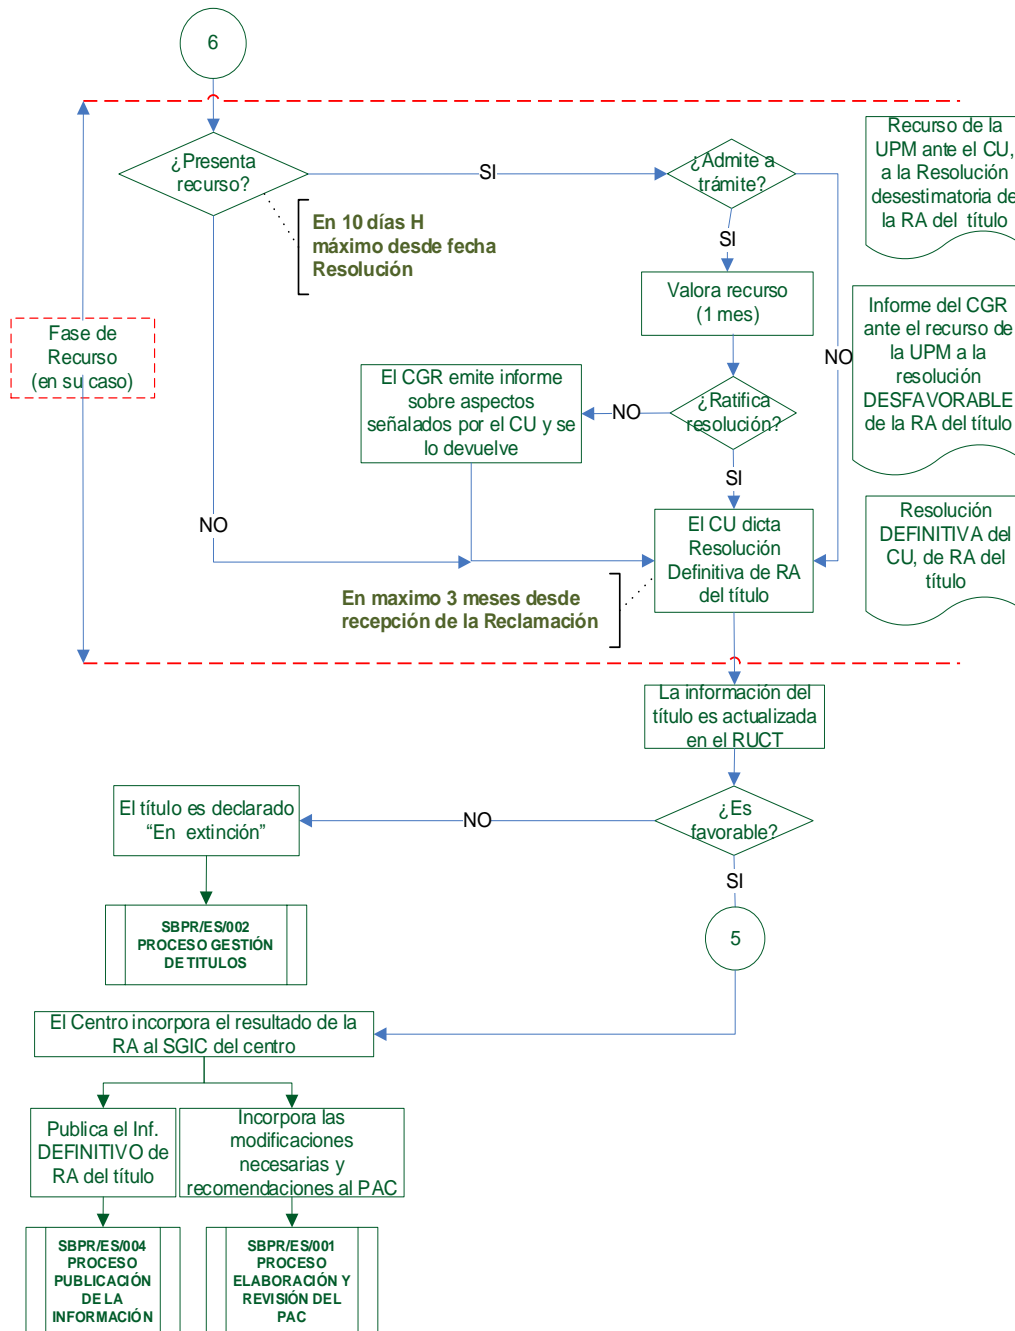 6
¿Presenta
recurso?
SI
¿Admite a
trámite?
Recurso de la
UPM ante el CU,
a la Resolución
desestimatoria de
la RA del título
En 10 días H
máximo desde fecha
Resolución
SI
Valora recurso
(1 mes)
NO
Informe del CGR
ante el recurso de
la UPM a la
resolución
DESFAVORABLE
de la RA del título
Fase de
Recurso
(en su caso)
El CGR emite informe
sobre aspectos
señalados por el CU y se
lo devuelve
NO
¿Ratifica
resolución?
SI
NO
El CU dicta
Resolución
Definitiva de RA
del título
Resolución
DEFINITIVA del
CU, de RA del
título
En maximo 3 meses desde
recepción de la Reclamación
La información del
título es actualizada
en el RUCT
El título es declarado
“En extinción”
NO
¿Es
favorable?
SI
SBPR/ES/002
PROCESO GESTIÓN
DE TITULOS
5
El Centro incorpora el resultado de la
RA al SGIC del centro
Publica el Inf.
DEFINITIVO de
RA del título
Incorpora las
modificaciones
necesarias y
recomendaciones al PAC
SBPR/ES/004
PROCESO
PUBLICACIÓN
DE LA
INFORMACIÓN
SBPR/ES/001
PROCESO
ELABORACIÓN Y
REVISIÓN DEL
PAC